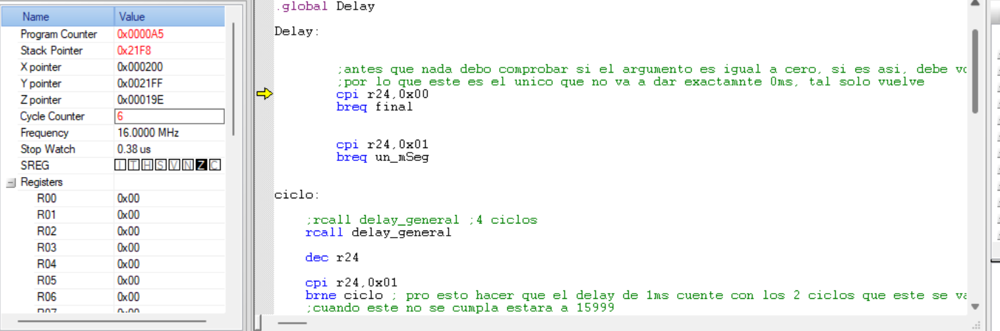 Name Value
Program Counter 0x0000A5
Stack Pointer 0x21F8
X pointer 0x000200
Y pointer 0x0021FF
Z pointer 0x00019E
Cycle Counter 6
Frequency 16.0000 MHz
Stop Watch 0.38 us
SREG I T H S V N Z C
Registers
R00 0x00
R01 0x00
R02 0x00
R03 0x00
R04 0x00
R05 0x00
R06 0x00
.global Delay
Delay:
;antes que nada debo comprobar si el argumento es igual a cero, si es asi, debe
;por lo que este es el unico que no va a dar exactamnte 0ms, tal solo vuelve
cpi r24,0x00
breq final
cpi r24,0x01
breq un_mSeg
ciclo:
;rcall delay_general ;4 ciclos
rcall delay_general
dec r24
cpi r24,0x01
brne ciclo ; pro esto hacer que el delay de 1ms cuente con los 2 ciclos que este se
;cuando este no se cumpla estara a 15999